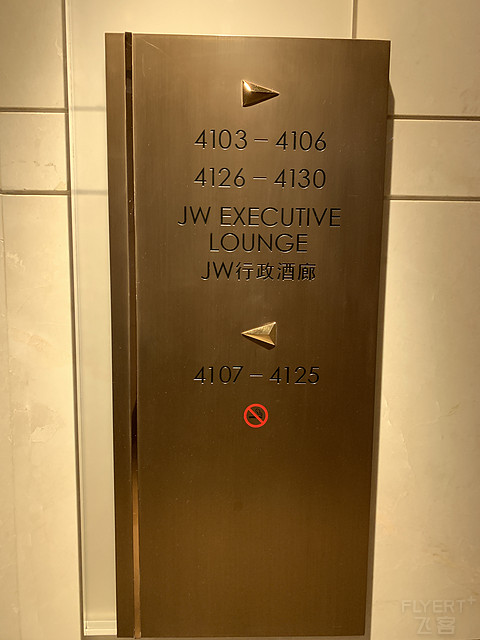 4103 – 4106
4126 – 4130
JW EXECUTIVE
LOUNGE
JW行政酒廊
4107 – 4125
FLYERT+
飞客